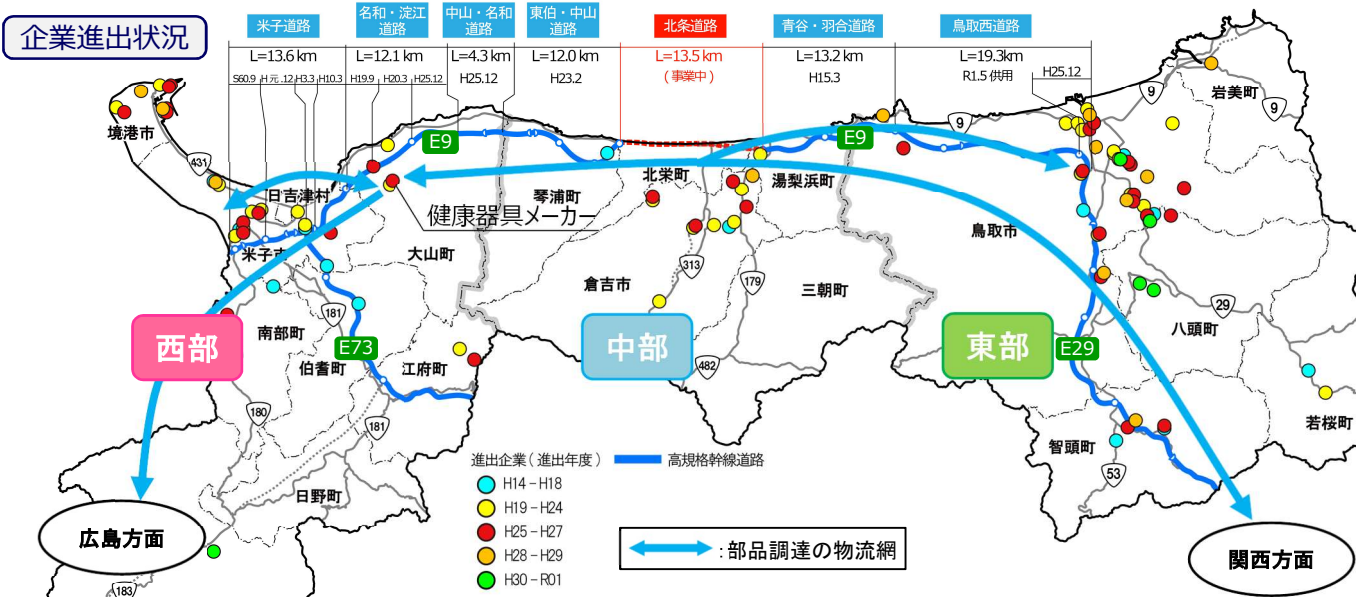 企業進出状況
米子道路
名和・淀江
道路
中山・名和
道路
東伯・中山
道路
北条道路
青谷・羽合道路
鳥取西道路
L=13.6 km
L=12.1 km
L=4.3 km
L=12.0 km
L=13.5 km
(事業中)
L=13.2 km
L=19.3km
S60.9
H元.12
H3.3
H10.3
H19.9
H20.3
H25.12
H25.12
H23.2
H15.3
R1.5供用
H25.12
境港市
431
日吉津村
米子市
E9
大山町
健康器具メーカー
琴浦町
北栄町
湯梨浜町
E9
9
9
岩美町
鳥取市
倉吉市
313
179
三朝町
482
29
八頭町
若桜町
智頭町
53
E29
西部
中部
東部
南部町
181
E73
伯耆町
江府町
180
181
日野町
183
広島方面
関西方面
進出企業(進出年度)
高規格幹線道路
H14-H18
H19-H24
H25-H27
H28-H29
H30-R01
:部品調達の物流網